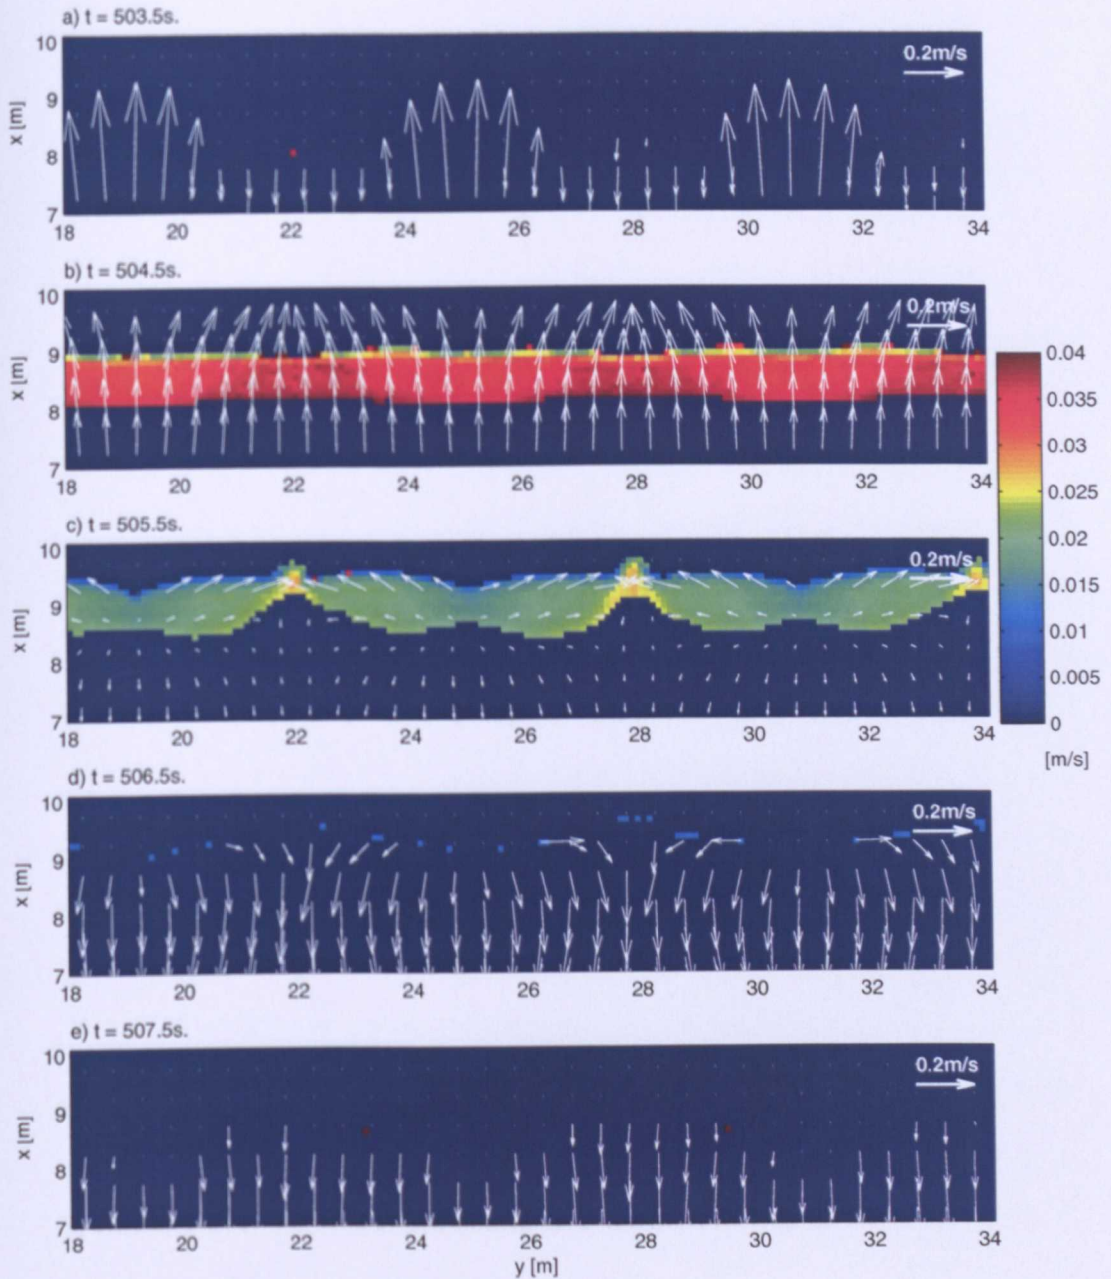 a) t = 503.5s.
10
0.2m/s
9
x [m]
8
7
18 20 22 24 26 28 30 32 34
b) t = 504.5s.
10
0.2m/s
9
x [m]
8
7
18 20 22 24 26 28 30 32 34
0.04
0.035
0.03
0.025
0.02
0.015
0.01
0.005
0
[m/s]
c) t = 505.5s.
10
0.2m/s
9
x [m]
8
7
18 20 22 24 26 28 30 32 34
d) t = 506.5s.
10
0.2m/s
9
x [m]
8
7
18 20 22 24 26 28 30 32 34
e) t = 507.5s.
10
0.2m/s
9
x [m]
8
7
18 20 22 24 26 28 30 32 34
y [m]